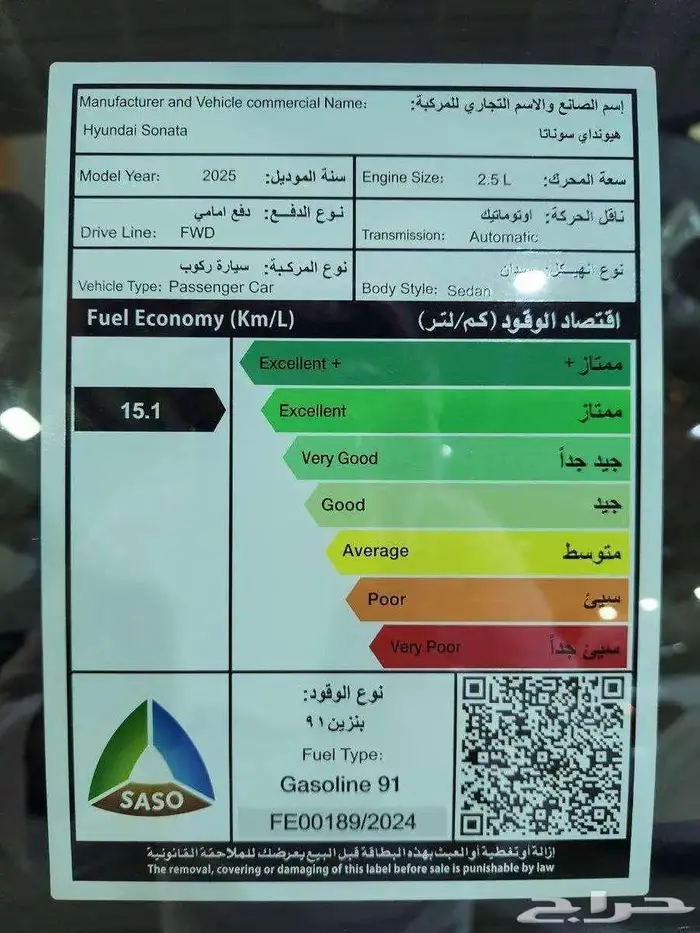 Manufacturer and Vehicle commercial Name: إسم الصانع والاسم التجاري للمركبة:
Hyundai Sonata هيونداي سوناتا
Model Year: 2025 سنة الموديل:
Engine Size: 2.5 L سعة المحرك:
نوع الدفع: دفع امامي
Drive Line: FWD
ناقل الحركة: اوتوماتيك
Transmission: Automatic
نوع المركبة: سيارة ركوب
Vehicle Type: Passenger Car
نوع الهيكل: سيدان
Body Style: Sedan
Fuel Economy (Km/L) اقتصاد الوقود (كم/لتر)
Excellent + ممتاز +
15.1
Excellent ممتاز
Very Good جيد جداً
Good جيد
Average متوسط
Poor سيئ
Very Poor سيئ جداً
SASO
نوع الوقود:
بنزين ٩١
Fuel Type:
Gasoline 91
FE00189/2024
إزالة أو تغطية أو العبث بهذه البطاقة قبل البيع يعرضك للملاحقة القانونية
The removal, covering or damaging of this label before sale is punishable by law
حراج